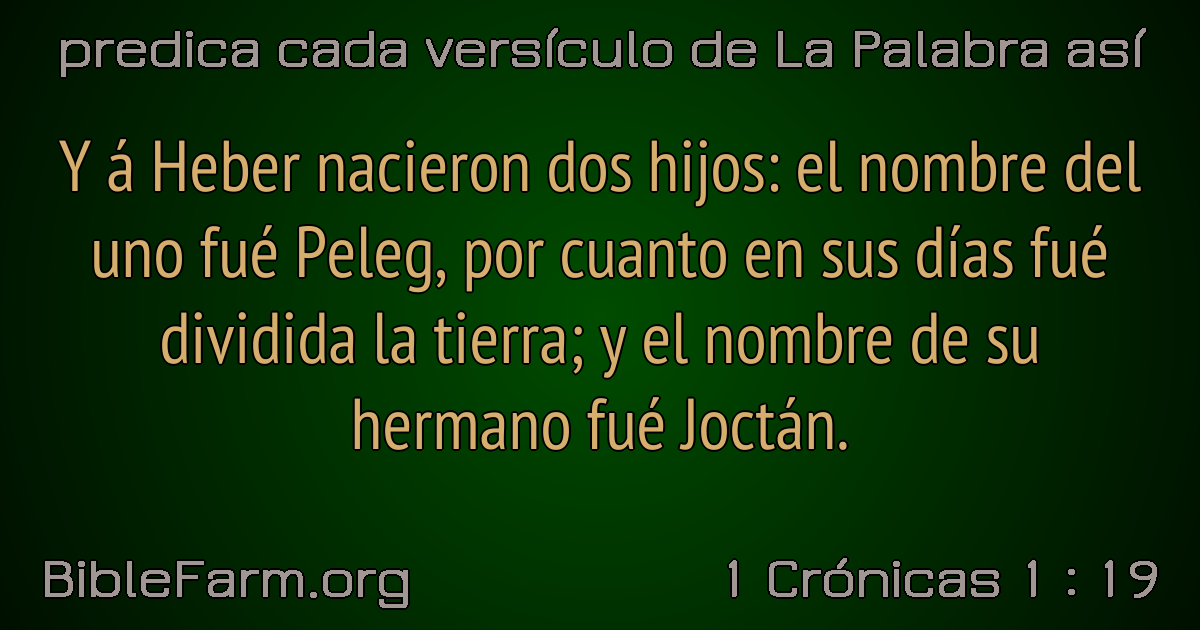 predica cada versículo de La Palabra así
Y á Heber nacieron dos hijos: el nombre del
uno fué Peleg, por cuanto en sus días fué
dividida la tierra; y el nombre de su
hermano fué Joctán.
BibleFarm.org
1 Crónicas 1 : 19